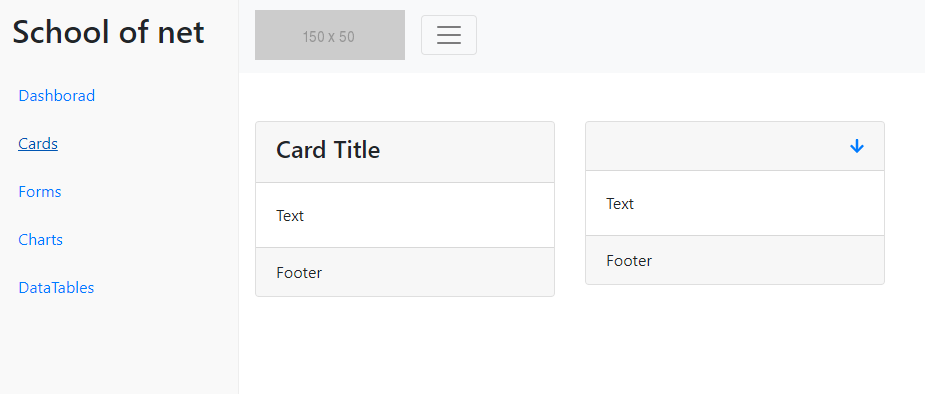 School of net
150 x 50
Dashborad
Cards
Forms
Charts
DataTables
Card Title
Text
Footer
Text
Footer